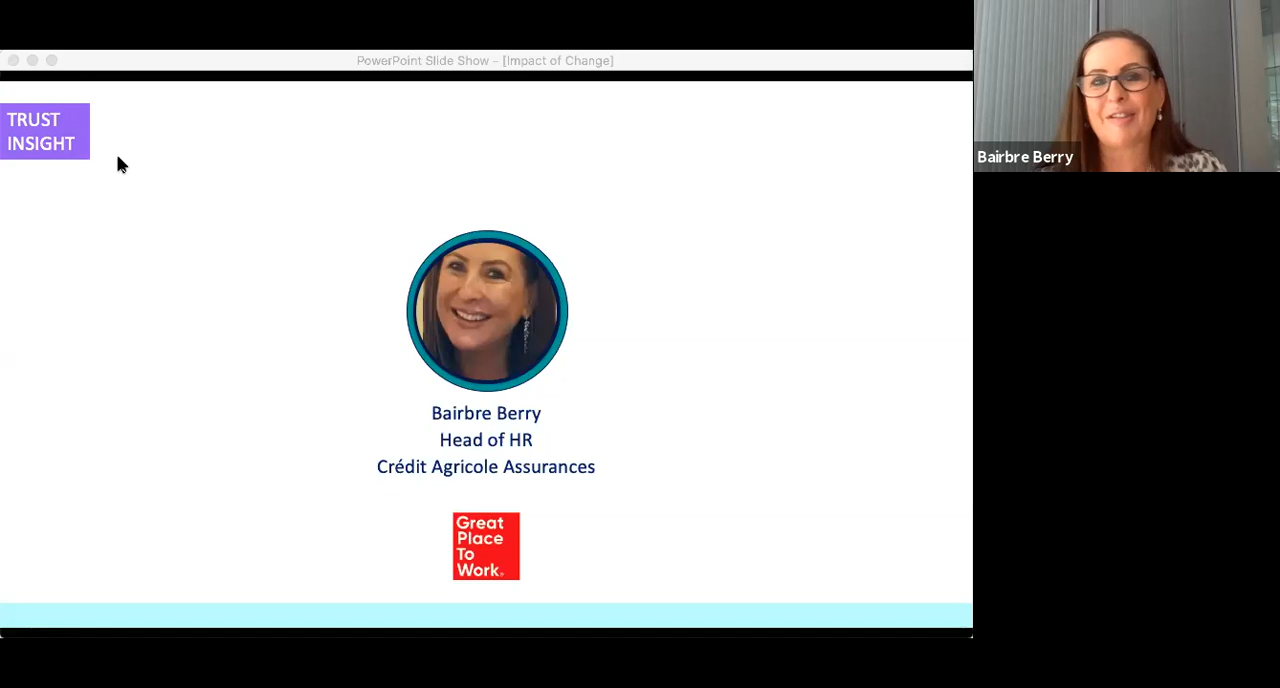 PowerPoint Slide Show – [Impact of Change]
TRUST
INSIGHT
Bairbre Berry
Bairbre Berry
Head of HR
Crédit Agricole Assurances
Great
Place
To
Work®